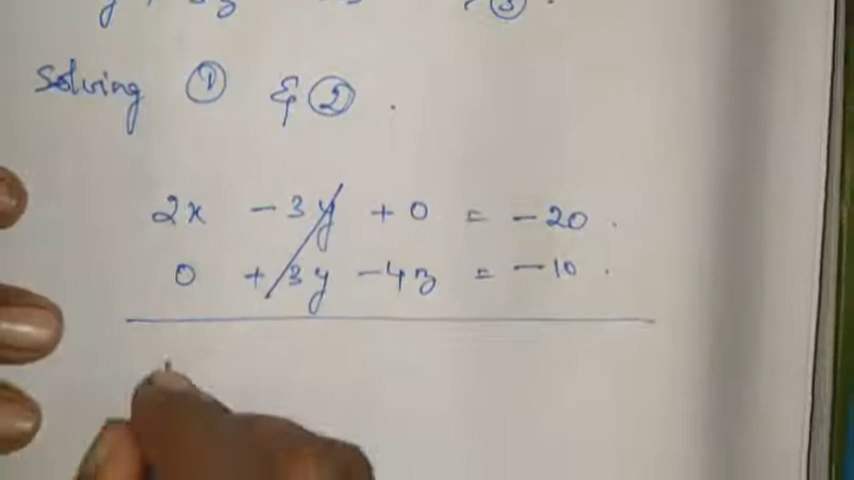 Solving ① & ② .
2x - 3y + 0 = - 20 .
0 + 3y - 4z = - 10 .